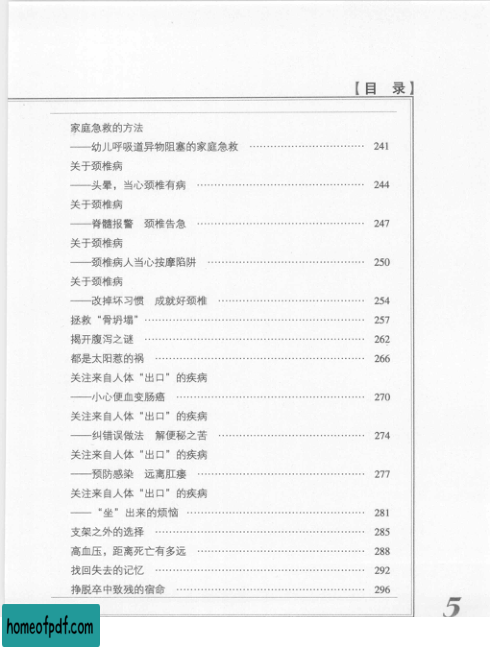 【目 录】
家庭急救的方法
——幼儿呼吸道异物阻塞的家庭急救 ………………………… 241
关于颈椎病
——头晕，当心颈椎有病 ………………………………… 244
关于颈椎病
——脊髓报警 颈椎告急 ………………………………… 247
关于颈椎病
——颈椎病人当心按摩陷阱 ……………………………… 250
关于颈椎病
——改掉坏习惯 成就好颈椎 …………………………… 254
拯救“骨坍塌” …………………………………………… 257
揭开腹泻之谜 …………………………………………… 262
都是太阳惹的祸 ………………………………………… 266
关注来自人体“出口”的疾病
——小心便血变肠癌 ……………………………………… 270
关注来自人体“出口”的疾病
——纠错误做法 解便秘之苦 …………………………… 274
关注来自人体“出口”的疾病
——预防感染 远离肛瘘 ………………………………… 277
关注来自人体“出口”的疾病
——“坐”出来的烦恼 …………………………………… 281
支架之外的选择 ………………………………………… 285
高血压，距离死亡有多远 ………………………………… 288
找回失去的记忆 ………………………………………… 292
挣脱卒中致残的宿命 ……………………………………… 296
5
homeofpdf.com